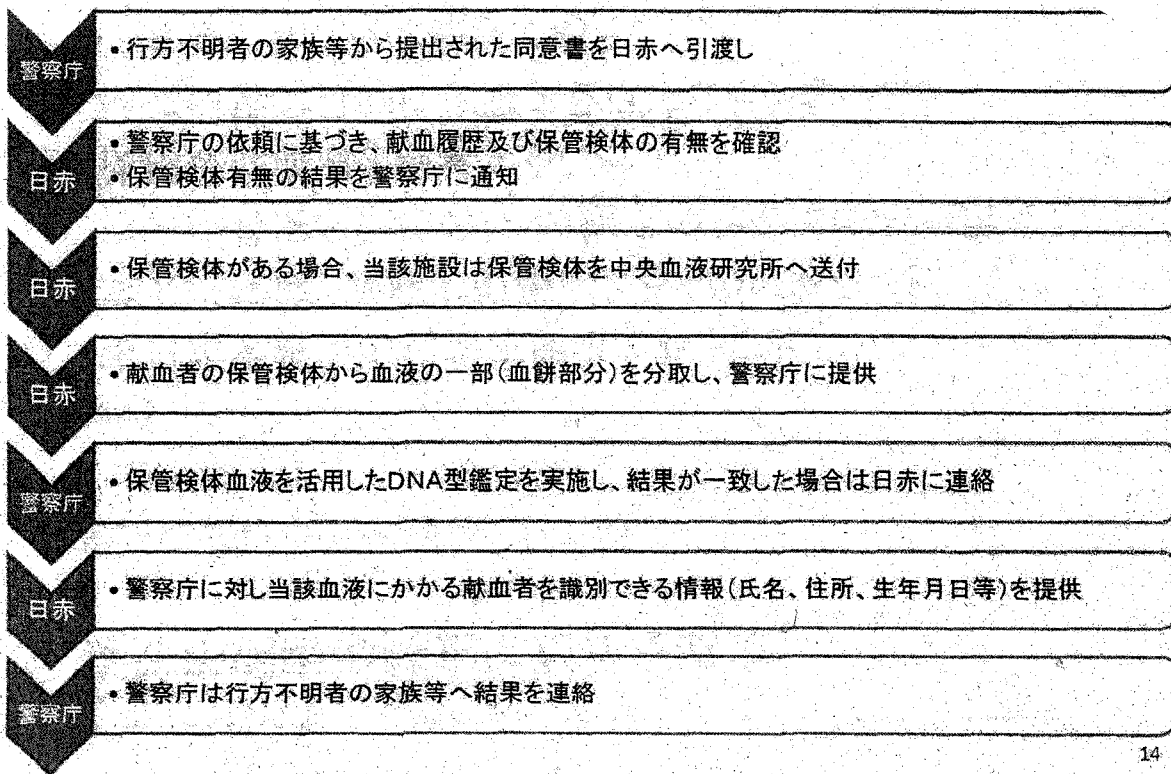 警察庁
・行方不明者の家族等から提出された同意書を日赤へ引渡し
日赤
・警察庁の依頼に基づき、献血履歴及び保管検体の有無を確認
・保管検体有無の結果を警察庁に通知
日赤
・保管検体がある場合、当該施設は保管検体を中央血液研究所へ送付
日赤
・献血者の保管検体から血液の一部(血餅部分)を分取し、警察庁に提供
警察庁
・保管検体血液を活用したDNA型鑑定を実施し、結果が一致した場合は日赤に連絡
日赤
・警察庁に対し当該血液にかかる献血者を識別できる情報(氏名、住所、生年月日等)を提供
警察庁
・警察庁は行方不明者の家族等へ結果を連絡
14